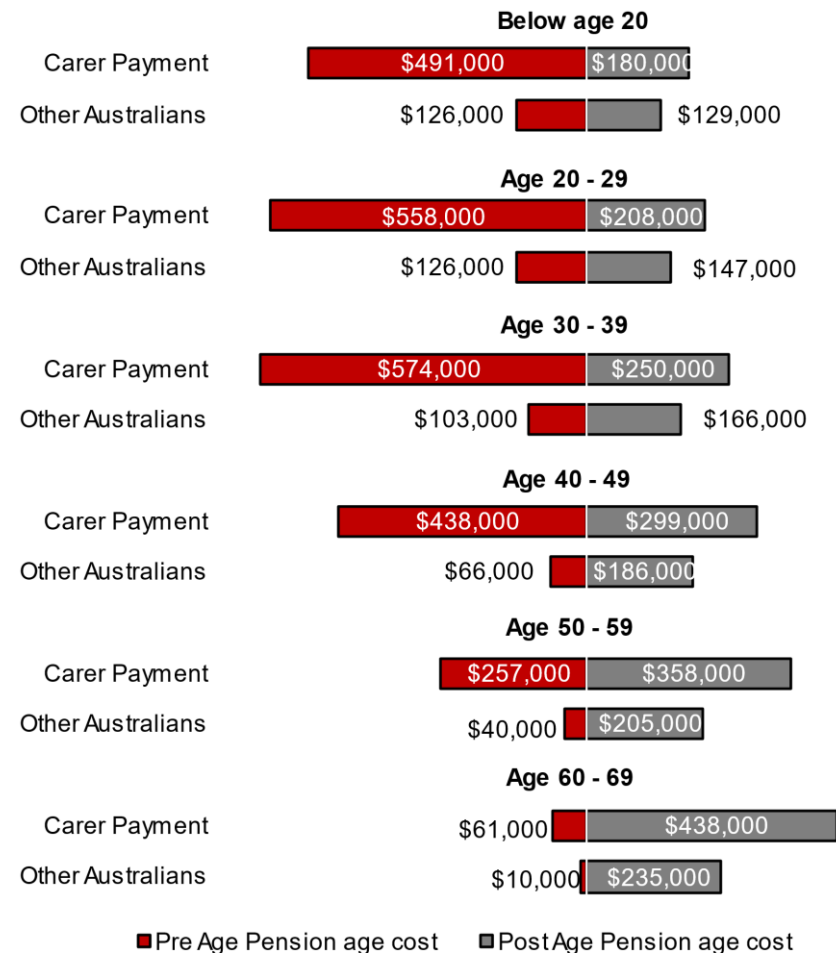 Below age 20
Carer Payment $491,000 $180,000
Other Australians $126,000 $129,000
Age 20 - 29
Carer Payment $558,000 $208,000
Other Australians $126,000 $147,000
Age 30 - 39
Carer Payment $574,000 $250,000
Other Australians $103,000 $166,000
Age 40 - 49
Carer Payment $438,000 $299,000
Other Australians $66,000 $186,000
Age 50 - 59
Carer Payment $257,000 $358,000
Other Australians $40,000 $205,000
Age 60 - 69
Carer Payment $61,000 $438,000
Other Australians $10,000 $235,000
Pre Age Pension age cost Post Age Pension age cost